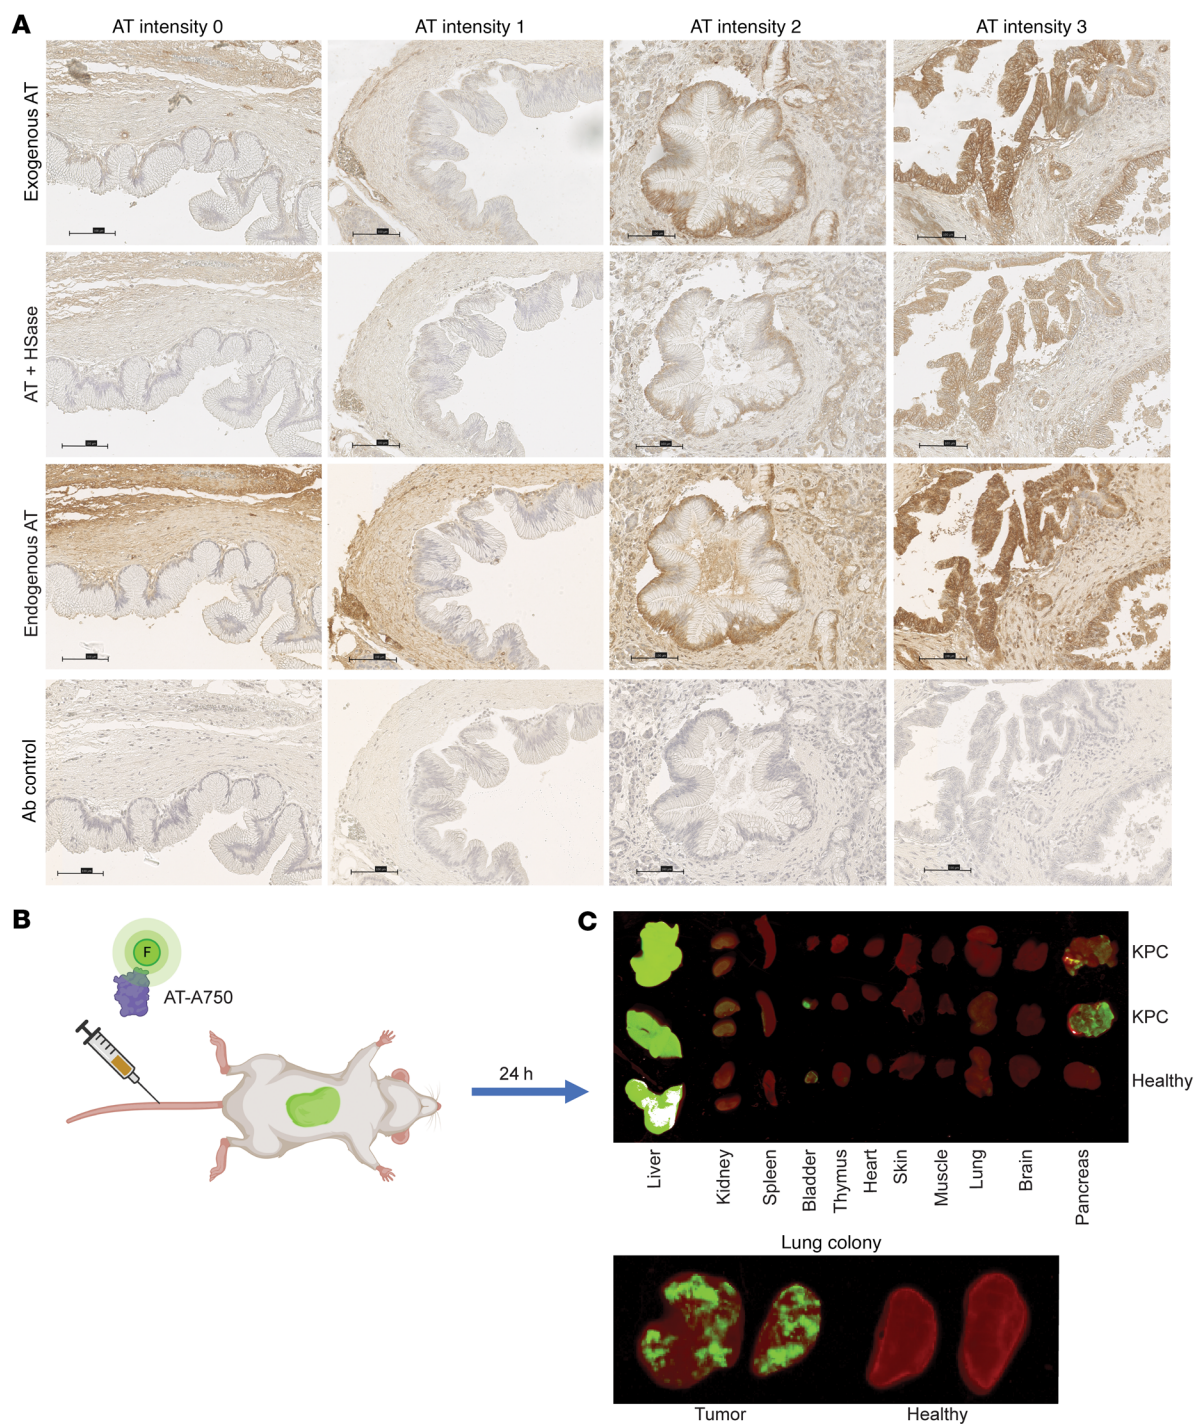 A
AT intensity 0
AT intensity 1
AT intensity 2
AT intensity 3
Exogenous AT
AT + HSase
Endogenous AT
Ab control
B
F
AT-A750
24 h
C
KPC
KPC
Healthy
Liver
Kidney
Spleen
Bladder
Thymus
Heart
Skin
Muscle
Lung
Brain
Pancreas
Lung colony
Tumor
Healthy